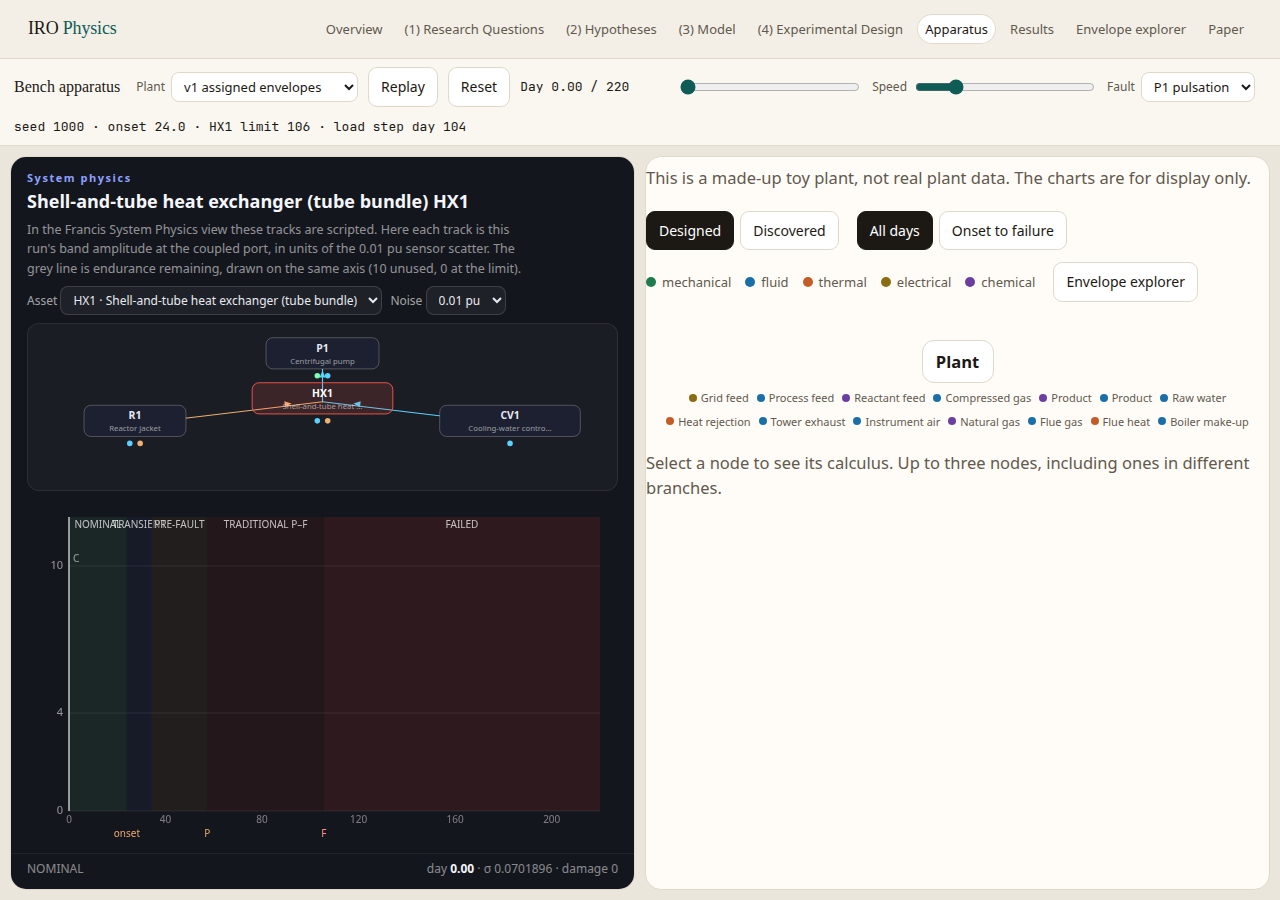 IRO Physics
Overview (1) Research Questions (2) Hypotheses (3) Model (4) Experimental Design Apparatus Results Envelope explorer Paper
Bench apparatus Plant v1 assigned envelopes Replay Reset Day 0.00 / 220 Speed Fault P1 pulsation
seed 1000 · onset 24.0 · HX1 limit 106 · load step day 104
System physics
Shell-and-tube heat exchanger (tube bundle) HX1
In the Francis System Physics view these tracks are scripted. Here each track is this
run's band amplitude at the coupled port, in units of the 0.01 pu sensor scatter. The
grey line is endurance remaining, drawn on the same axis (10 unused, 0 at the limit).
Asset HX1 · Shell-and-tube heat exchanger (tube bundle) Noise 0.01 pu
P1
Centrifugal pump
HX1
Shell-and-tube heat ...
R1
Reactor jacket
CV1
Cooling-water contro...
NOMINAL TRANSIENT PRE-FAULT TRADITIONAL P–F FAILED
C
10
4
0
0 40 80 120 160 200
onset P F
NOMINAL day 0.00 · σ 0.0701896 · damage 0
This is a made-up toy plant, not real plant data. The charts are for display only.
Designed Discovered All days Onset to failure
mechanical fluid thermal electrical chemical Envelope explorer
Plant
Grid feed Process feed Reactant feed Compressed gas Product Product Raw water
Heat rejection Tower exhaust Instrument air Natural gas Flue gas Flue heat Boiler make-up
Select a node to see its calculus. Up to three nodes, including ones in different
branches.